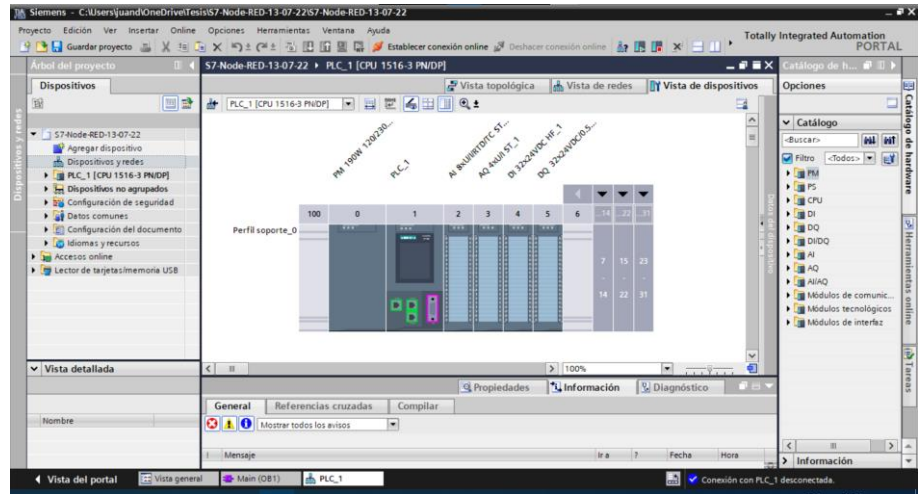 Siemens - C:\Users\juand\OneDrive\Tesis\S7-Node-RED-13-07-22\S7-Node-RED-13-07-22
Proyecto Edición Ver Insertar Online Opciones Herramientas Ventana Ayuda
Guardar proyecto Establecer conexión online Deshacer conexión online
Totally Integrated Automation
PORTAL
Árbol del proyecto
S7-Node-RED-13-07-22 PLC_1 [CPU 1516-3 PN/DP]
Catálogo de h...
Dispositivos
Vista topológica Vista de redes Vista de dispositivos
Opciones
PLC_1 [CPU 1516-3 PN/DP]
Dispositivos y redes
S7-Node-RED-13-07-22
Agregar dispositivo
Dispositivos y redes
PLC_1 [CPU 1516-3 PN/DP]
Dispositivos no agrupados
Configuración de seguridad
Datos comunes
Configuración del documento
Idiomas y recursos
Accesos online
Lector de tarjetas/memoria USB
PM 190W 120/230...
PLC_1
AI 8xU/I/RTD/TC ST...
AQ 4xU/I ST_1
DI 32x24VDC HF_1
DQ 32x24VDC/0.5...
100 0 1 2 3 4 5 6 ...14 ...22 ...31
Perfil soporte_0
7 15 23
14 22 31
Datos del dispositivo
Catálogo
<Buscar>
Filtro <Todos>
PM
PS
CPU
DI
DQ
DI/DQ
AI
AQ
AI/AQ
Módulos de comunic...
Módulos tecnológicos
Módulos de interfaz
Catálogo de hardware
Herramientas online
Tareas
Vista detallada
100%
Propiedades Información Diagnóstico
General Referencias cruzadas Compilar
Nombre
Mostrar todos los avisos
! Mensaje Ir a ? Fecha Hora
Información
Vista del portal Vista general Main (OB1) PLC_1
Conexión con PLC_1 desconectada.